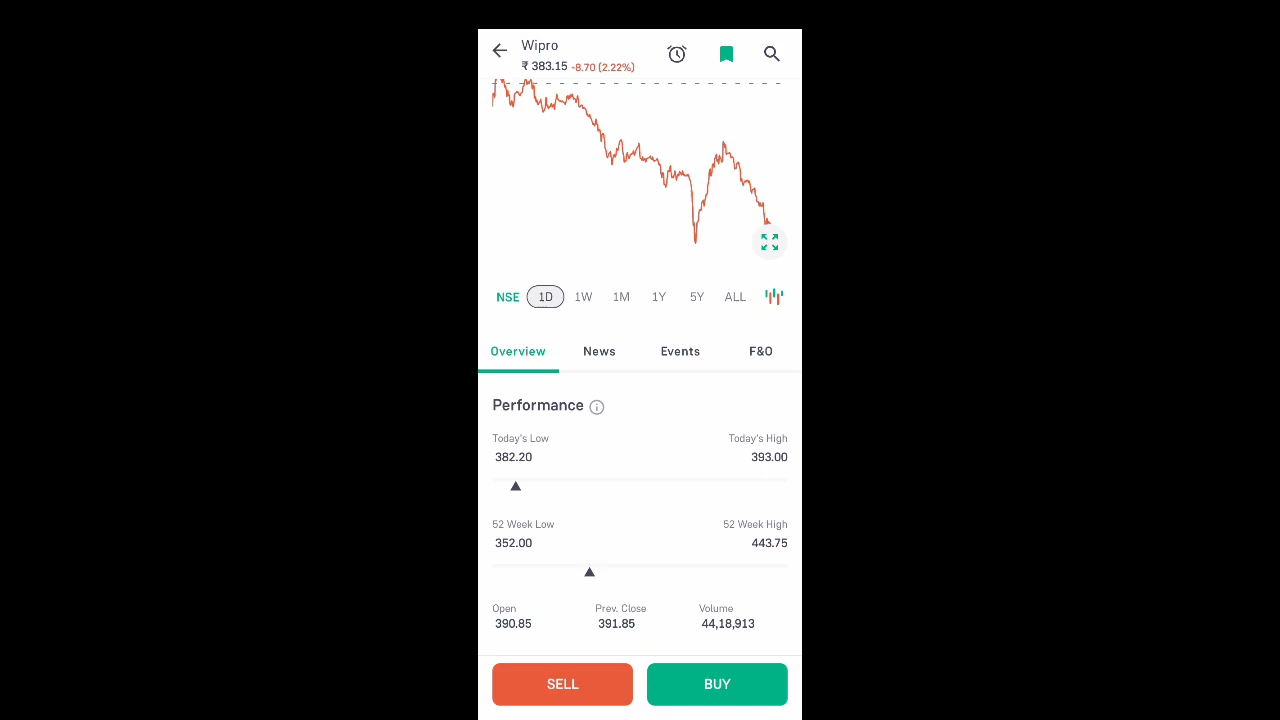 Wipro
₹ 383.15 -8.70 (2.22%)
NSE 1D 1W 1M 1Y 5Y ALL
Overview News Events F&O
Performance
Today's Low Today's High
382.20 393.00
52 Week Low 52 Week High
352.00 443.75
Open Prev. Close Volume
390.85 391.85 44,18,913
SELL BUY